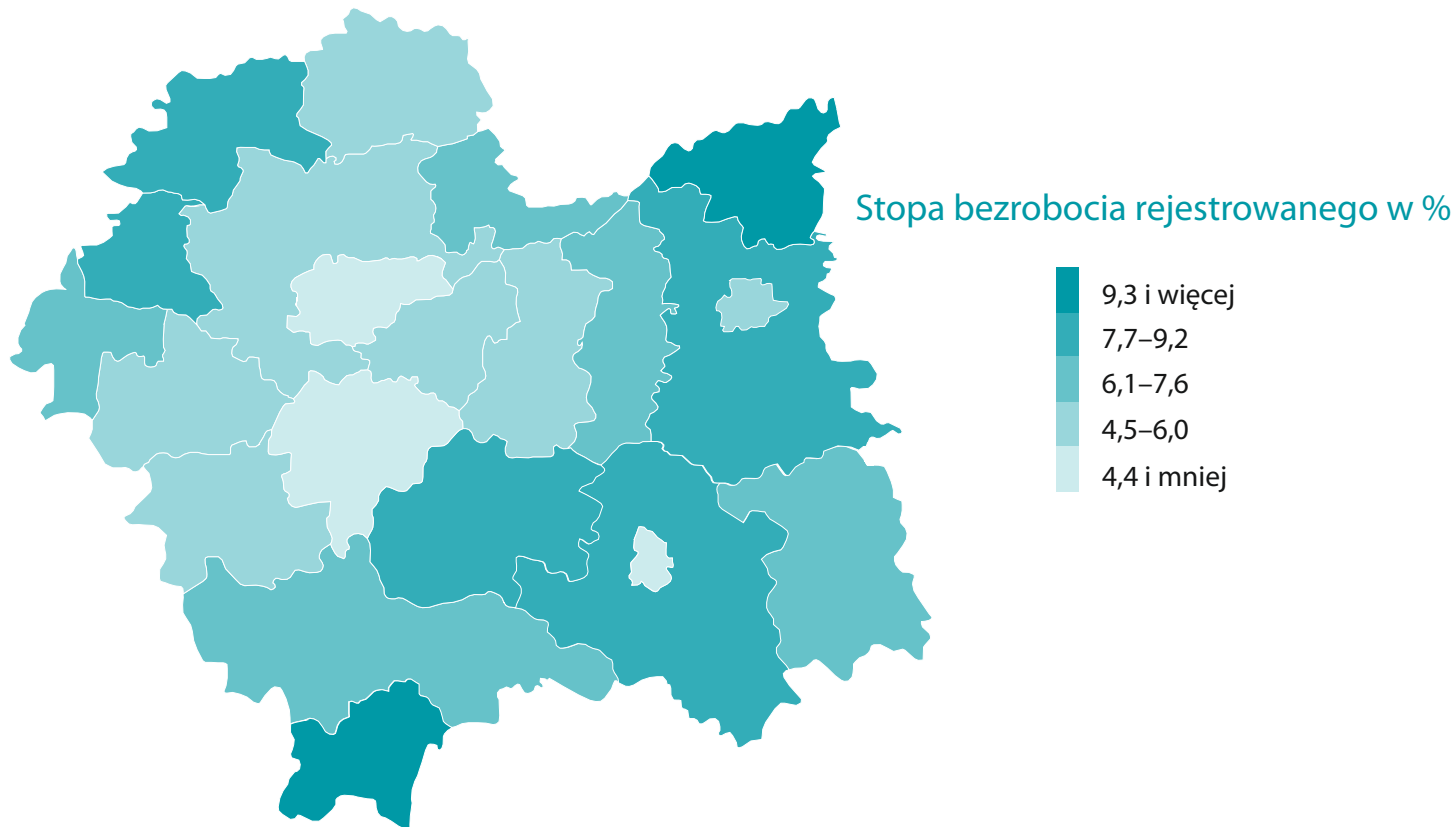 Stopa bezrobocia rejestrowanego w %
9,3 i więcej
7,7–9,2
6,1–7,6
4,5–6,0
4,4 i mniej